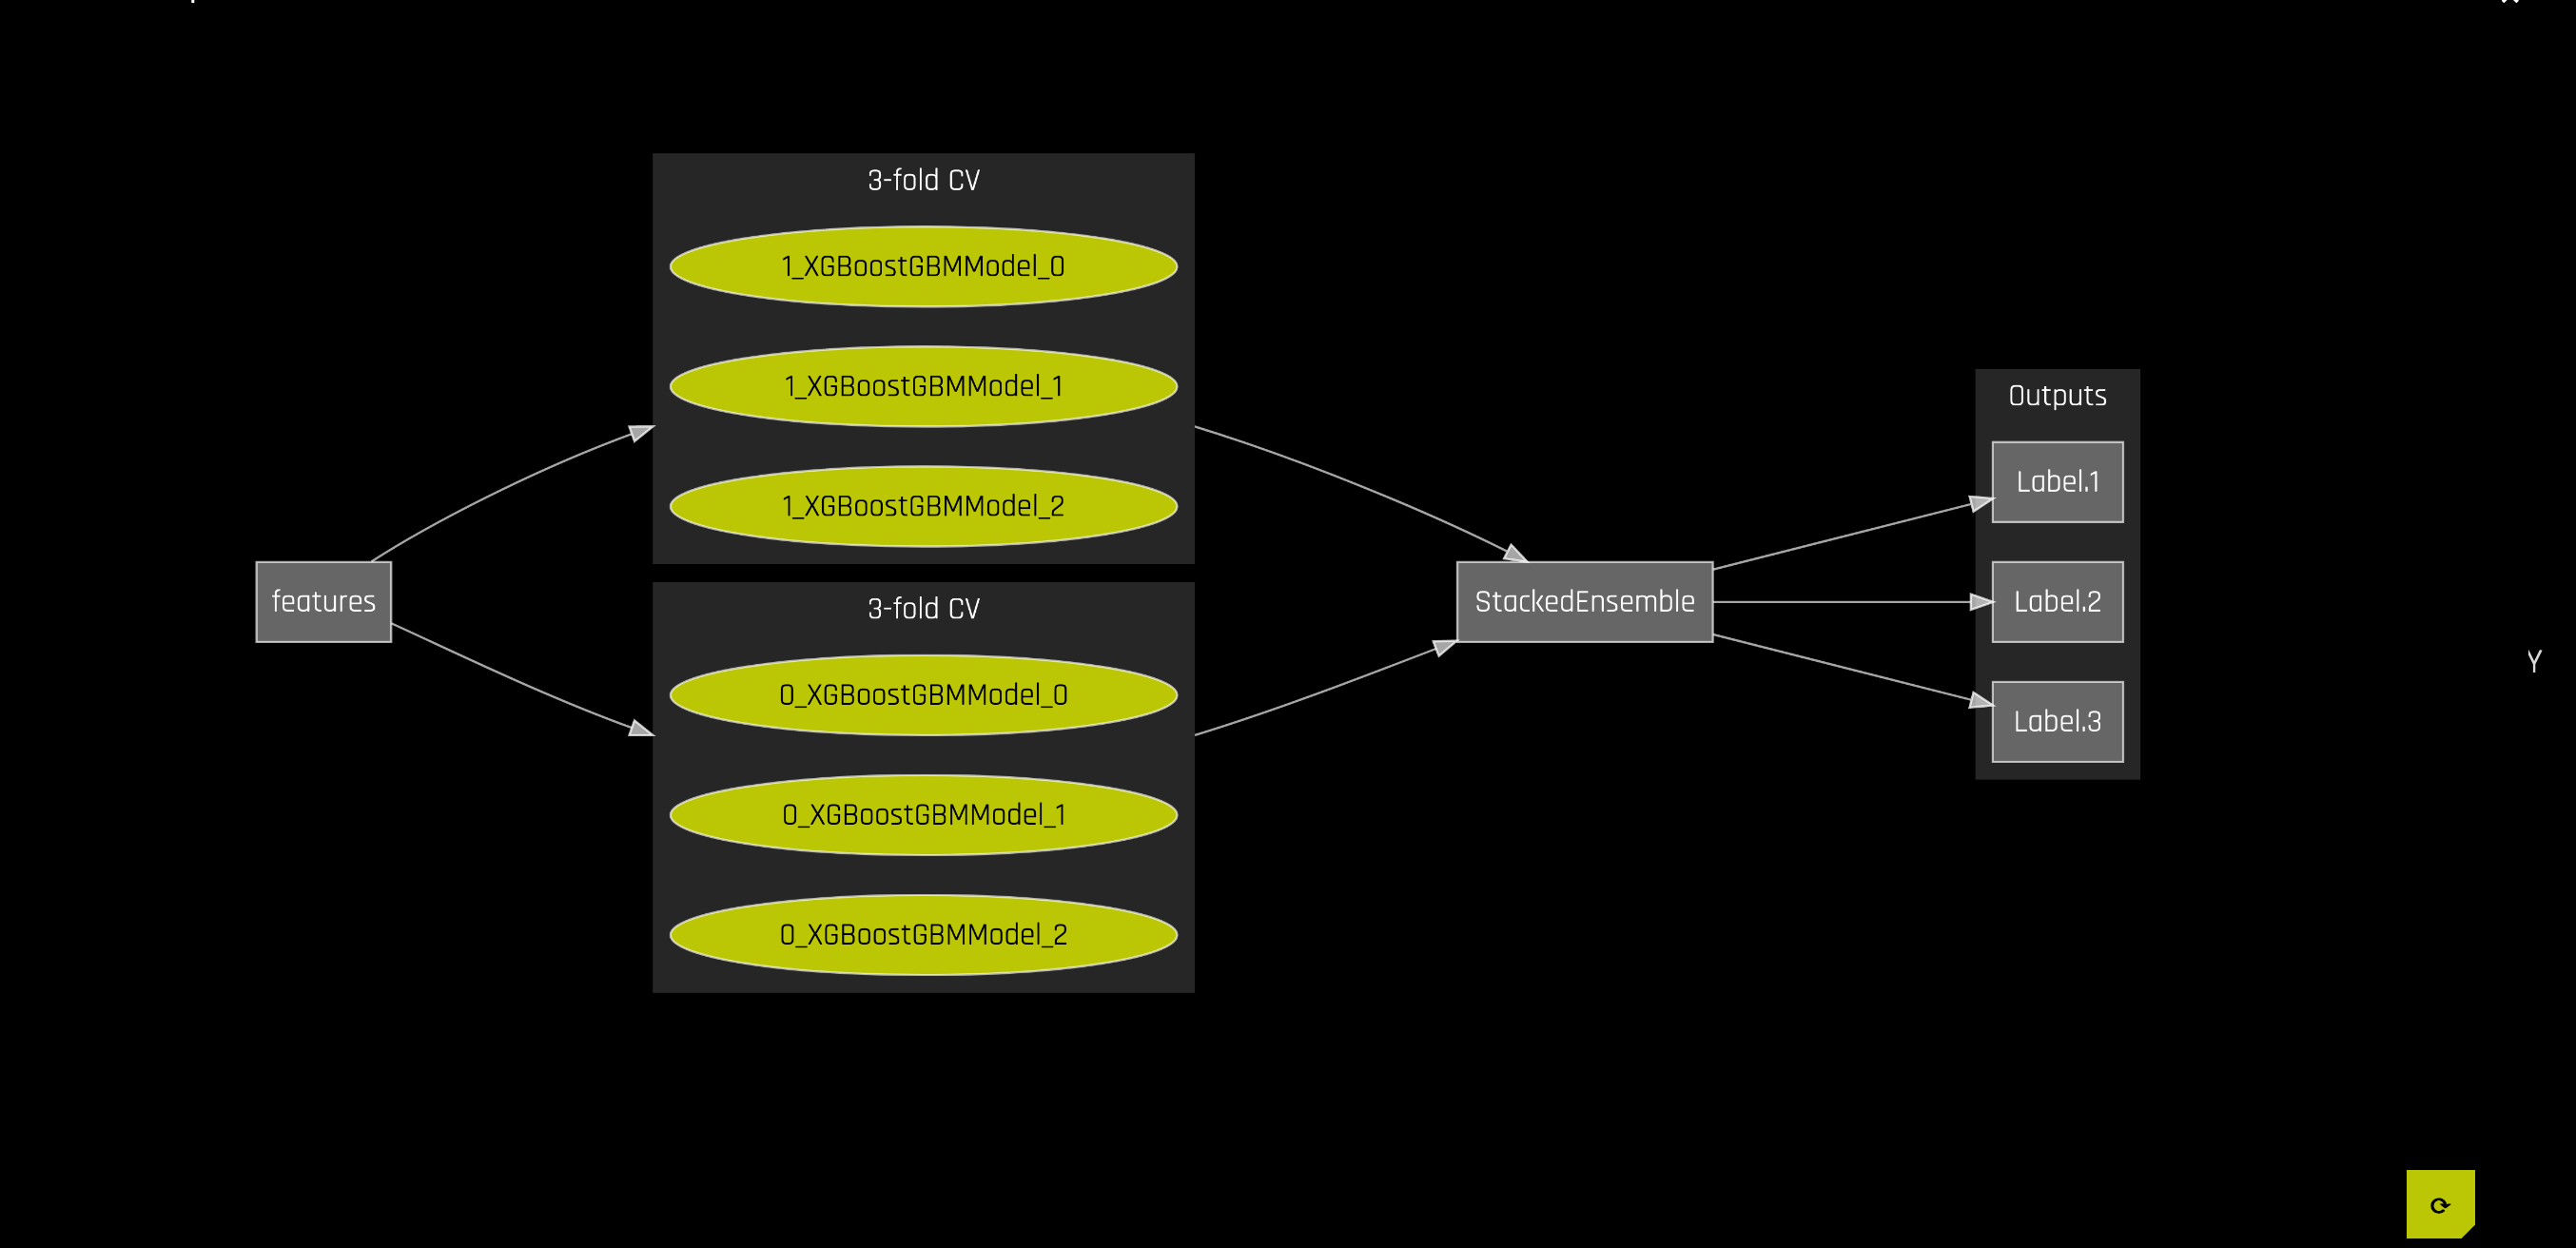 3-fold CV
1_XGBoostGBMModel_0
1_XGBoostGBMModel_1
1_XGBoostGBMModel_2
features
3-fold CV
0_XGBoostGBMModel_0
0_XGBoostGBMModel_1
0_XGBoostGBMModel_2
StackedEnsemble
Outputs
Label.1
Label.2
Label.3
Y